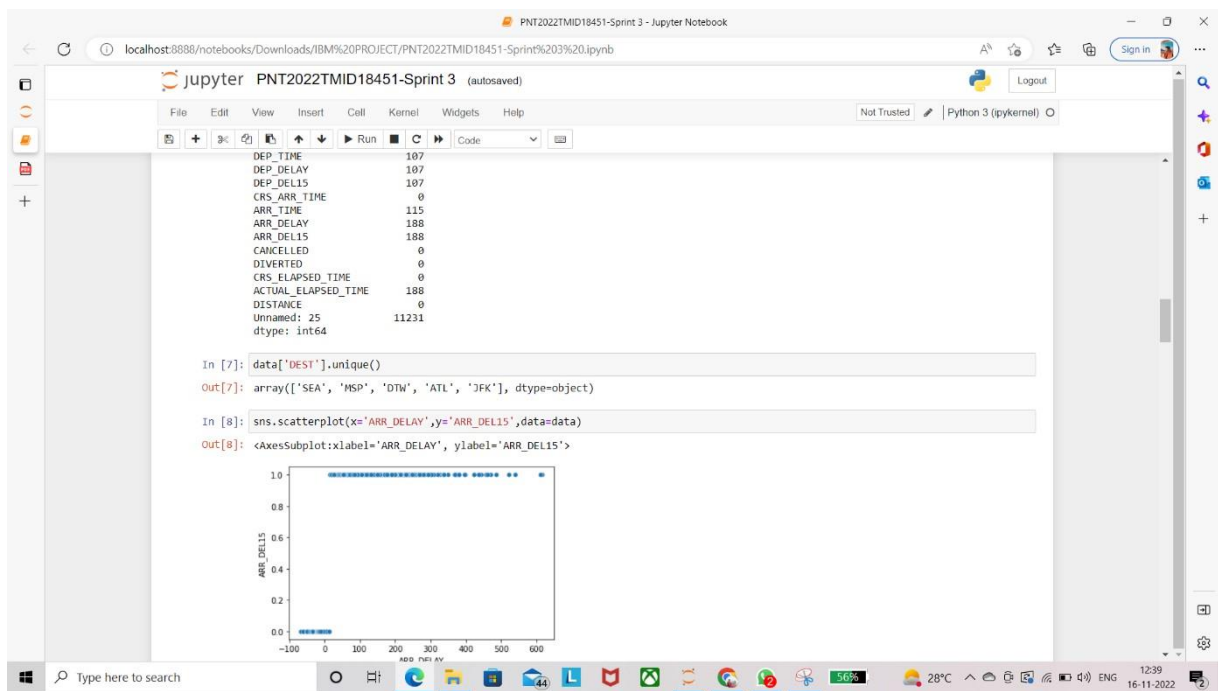 PNT2022TMID18451-Sprint 3 - Jupyter Notebook
localhost:8888/notebooks/Downloads/IBM%20PROJECT/PNT2022TMID18451-Sprint%203%20.ipynb
Sign in
jupyter PNT2022TMID18451-Sprint 3 (autosaved)
Logout
File Edit View Insert Cell Kernel Widgets Help
Not Trusted Python 3 (ipykernel)
Run Code
DEP_TIME 107
DEP_DELAY 107
DEP_DEL15 107
CRS_ARR_TIME 0
ARR_TIME 115
ARR_DELAY 188
ARR_DEL15 188
CANCELLED 0
DIVERTED 0
CRS_ELAPSED_TIME 0
ACTUAL_ELAPSED_TIME 188
DISTANCE 0
Unnamed: 25 11231
dtype: int64
In [7]: data['DEST'].unique()
Out[7]: array(['SEA', 'MSP', 'DTW', 'ATL', 'JFK'], dtype=object)
In [8]: sns.scatterplot(x='ARR_DELAY',y='ARR_DEL15',data=data)
Out[8]: <AxesSubplot:xlabel='ARR_DELAY', ylabel='ARR_DEL15'>
1.0
0.8
0.6
0.4
0.2
0.0
ARR_DEL15
−100 0 100 200 300 400 500 600
ARR_DELAY
Type here to search
44
2
56%
28°C
ENG
12:39
16-11-2022
2